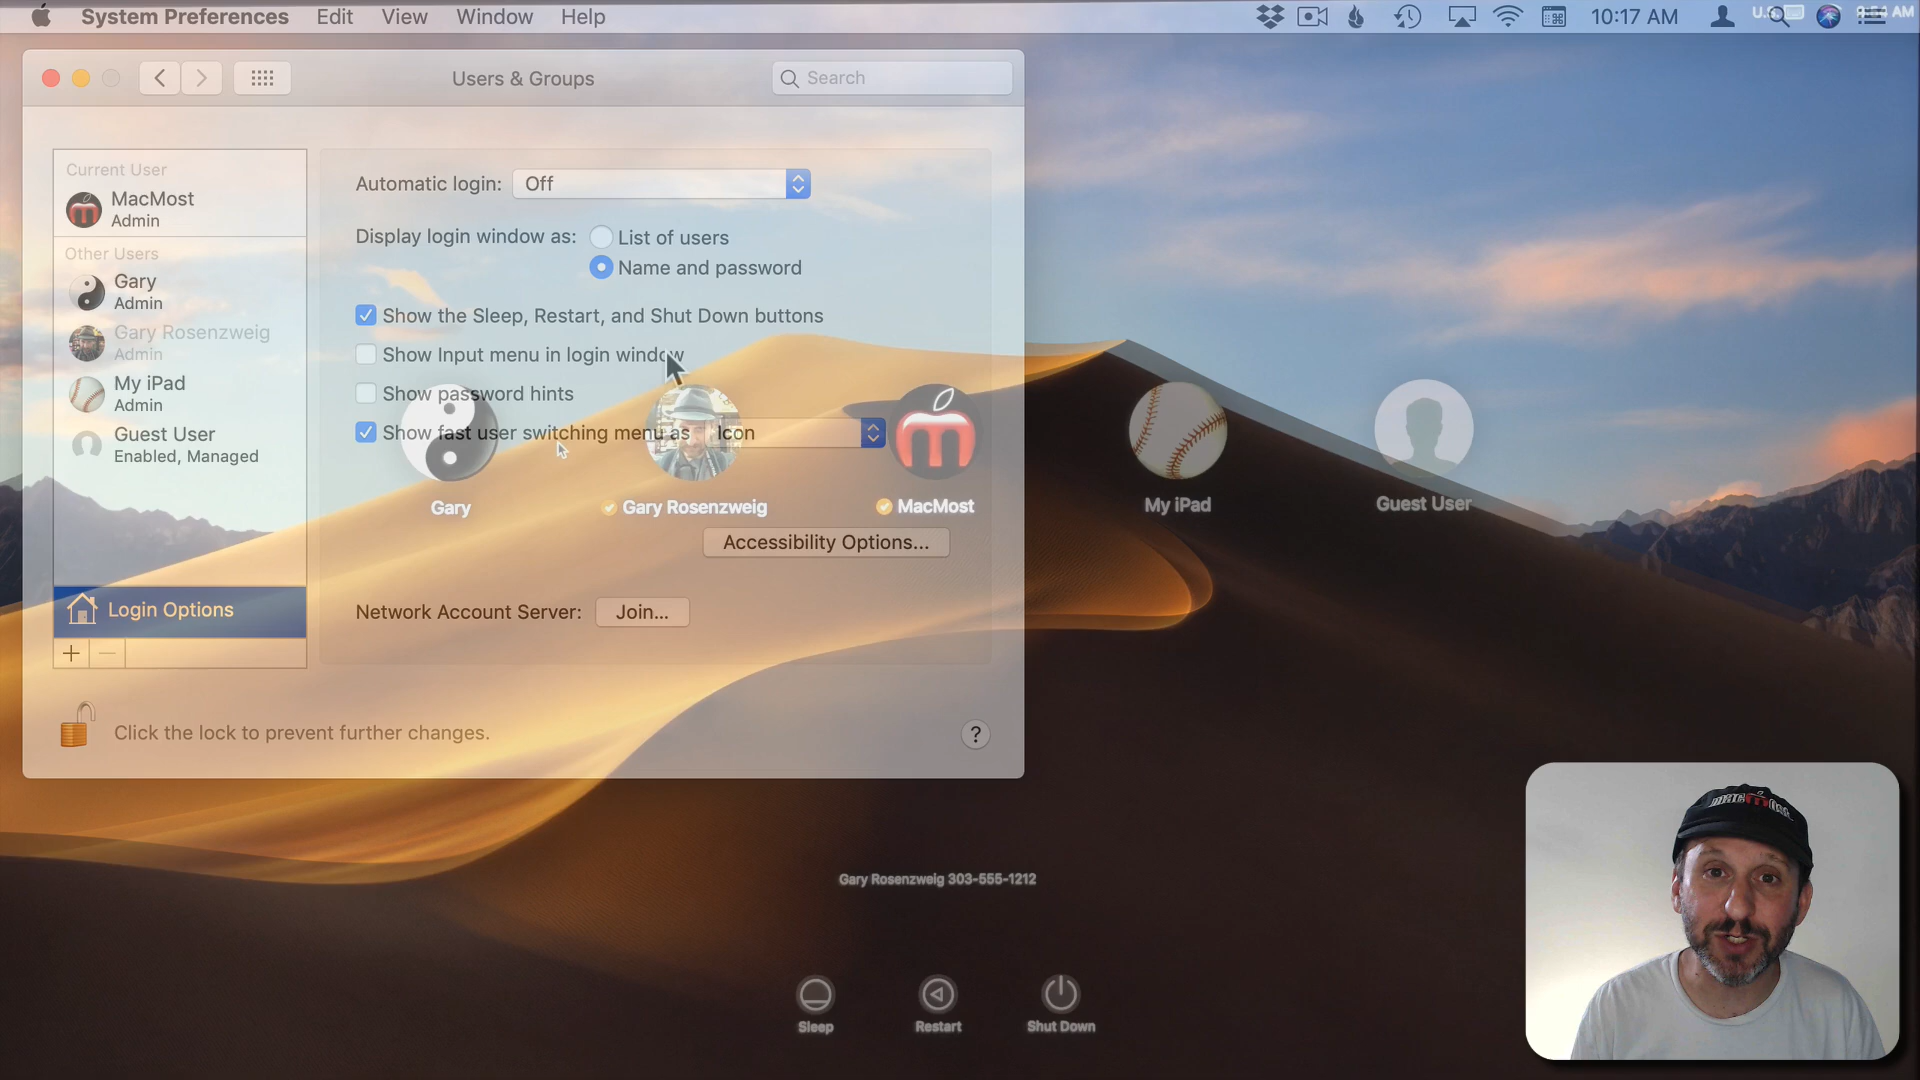 System Preferences Edit View Window Help
10:17 AM
U.S.
9:54 AM
Users & Groups
Search
Current User
MacMost
Admin
Other Users
Gary
Admin
Gary Rosenzweig
Admin
My iPad
Admin
Guest User
Enabled, Managed
Login Options
Automatic login: Off
Display login window as: List of users
Name and password
Show the Sleep, Restart, and Shut Down buttons
Show Input menu in login window
Show password hints
Show fast user switching menu as Icon
Accessibility Options...
Network Account Server: Join...
Click the lock to prevent further changes.
?
Gary
Gary Rosenzweig
MacMost
My iPad
Guest User
Gary Rosenzweig 303-555-1212
Sleep
Restart
Shut Down